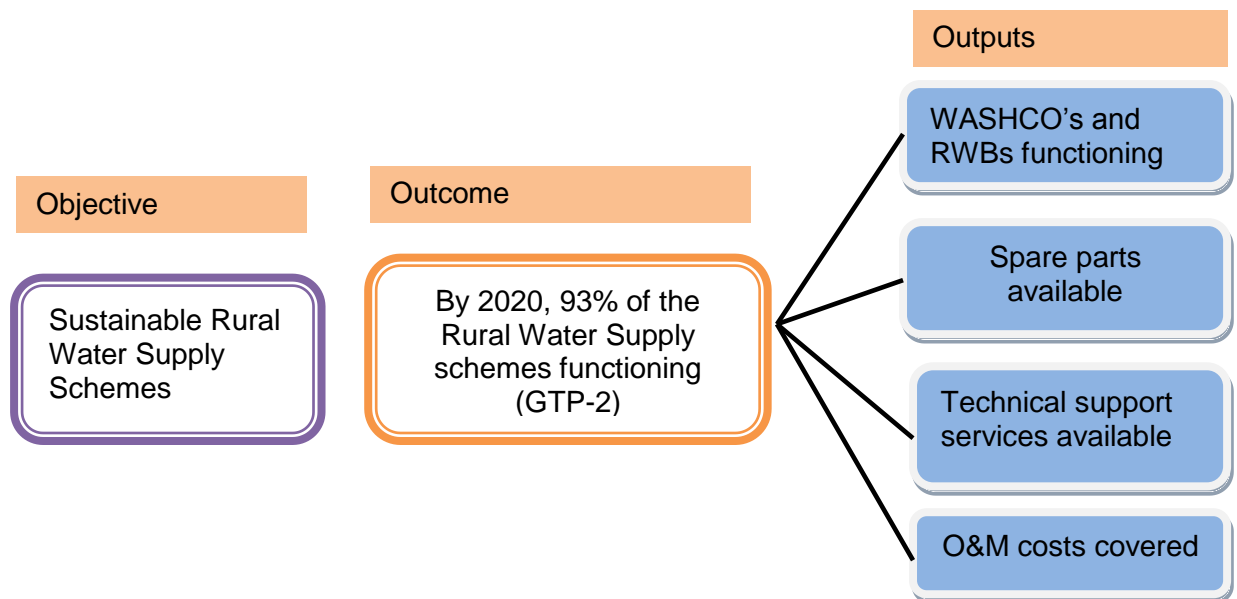 Objective
Sustainable Rural
Water Supply
Schemes
Outcome
By 2020, 93% of the
Rural Water Supply
schemes functioning
(GTP-2)
Outputs
WASHCO’s and
RWBs functioning
Spare parts
available
Technical support
services available
O&M costs covered